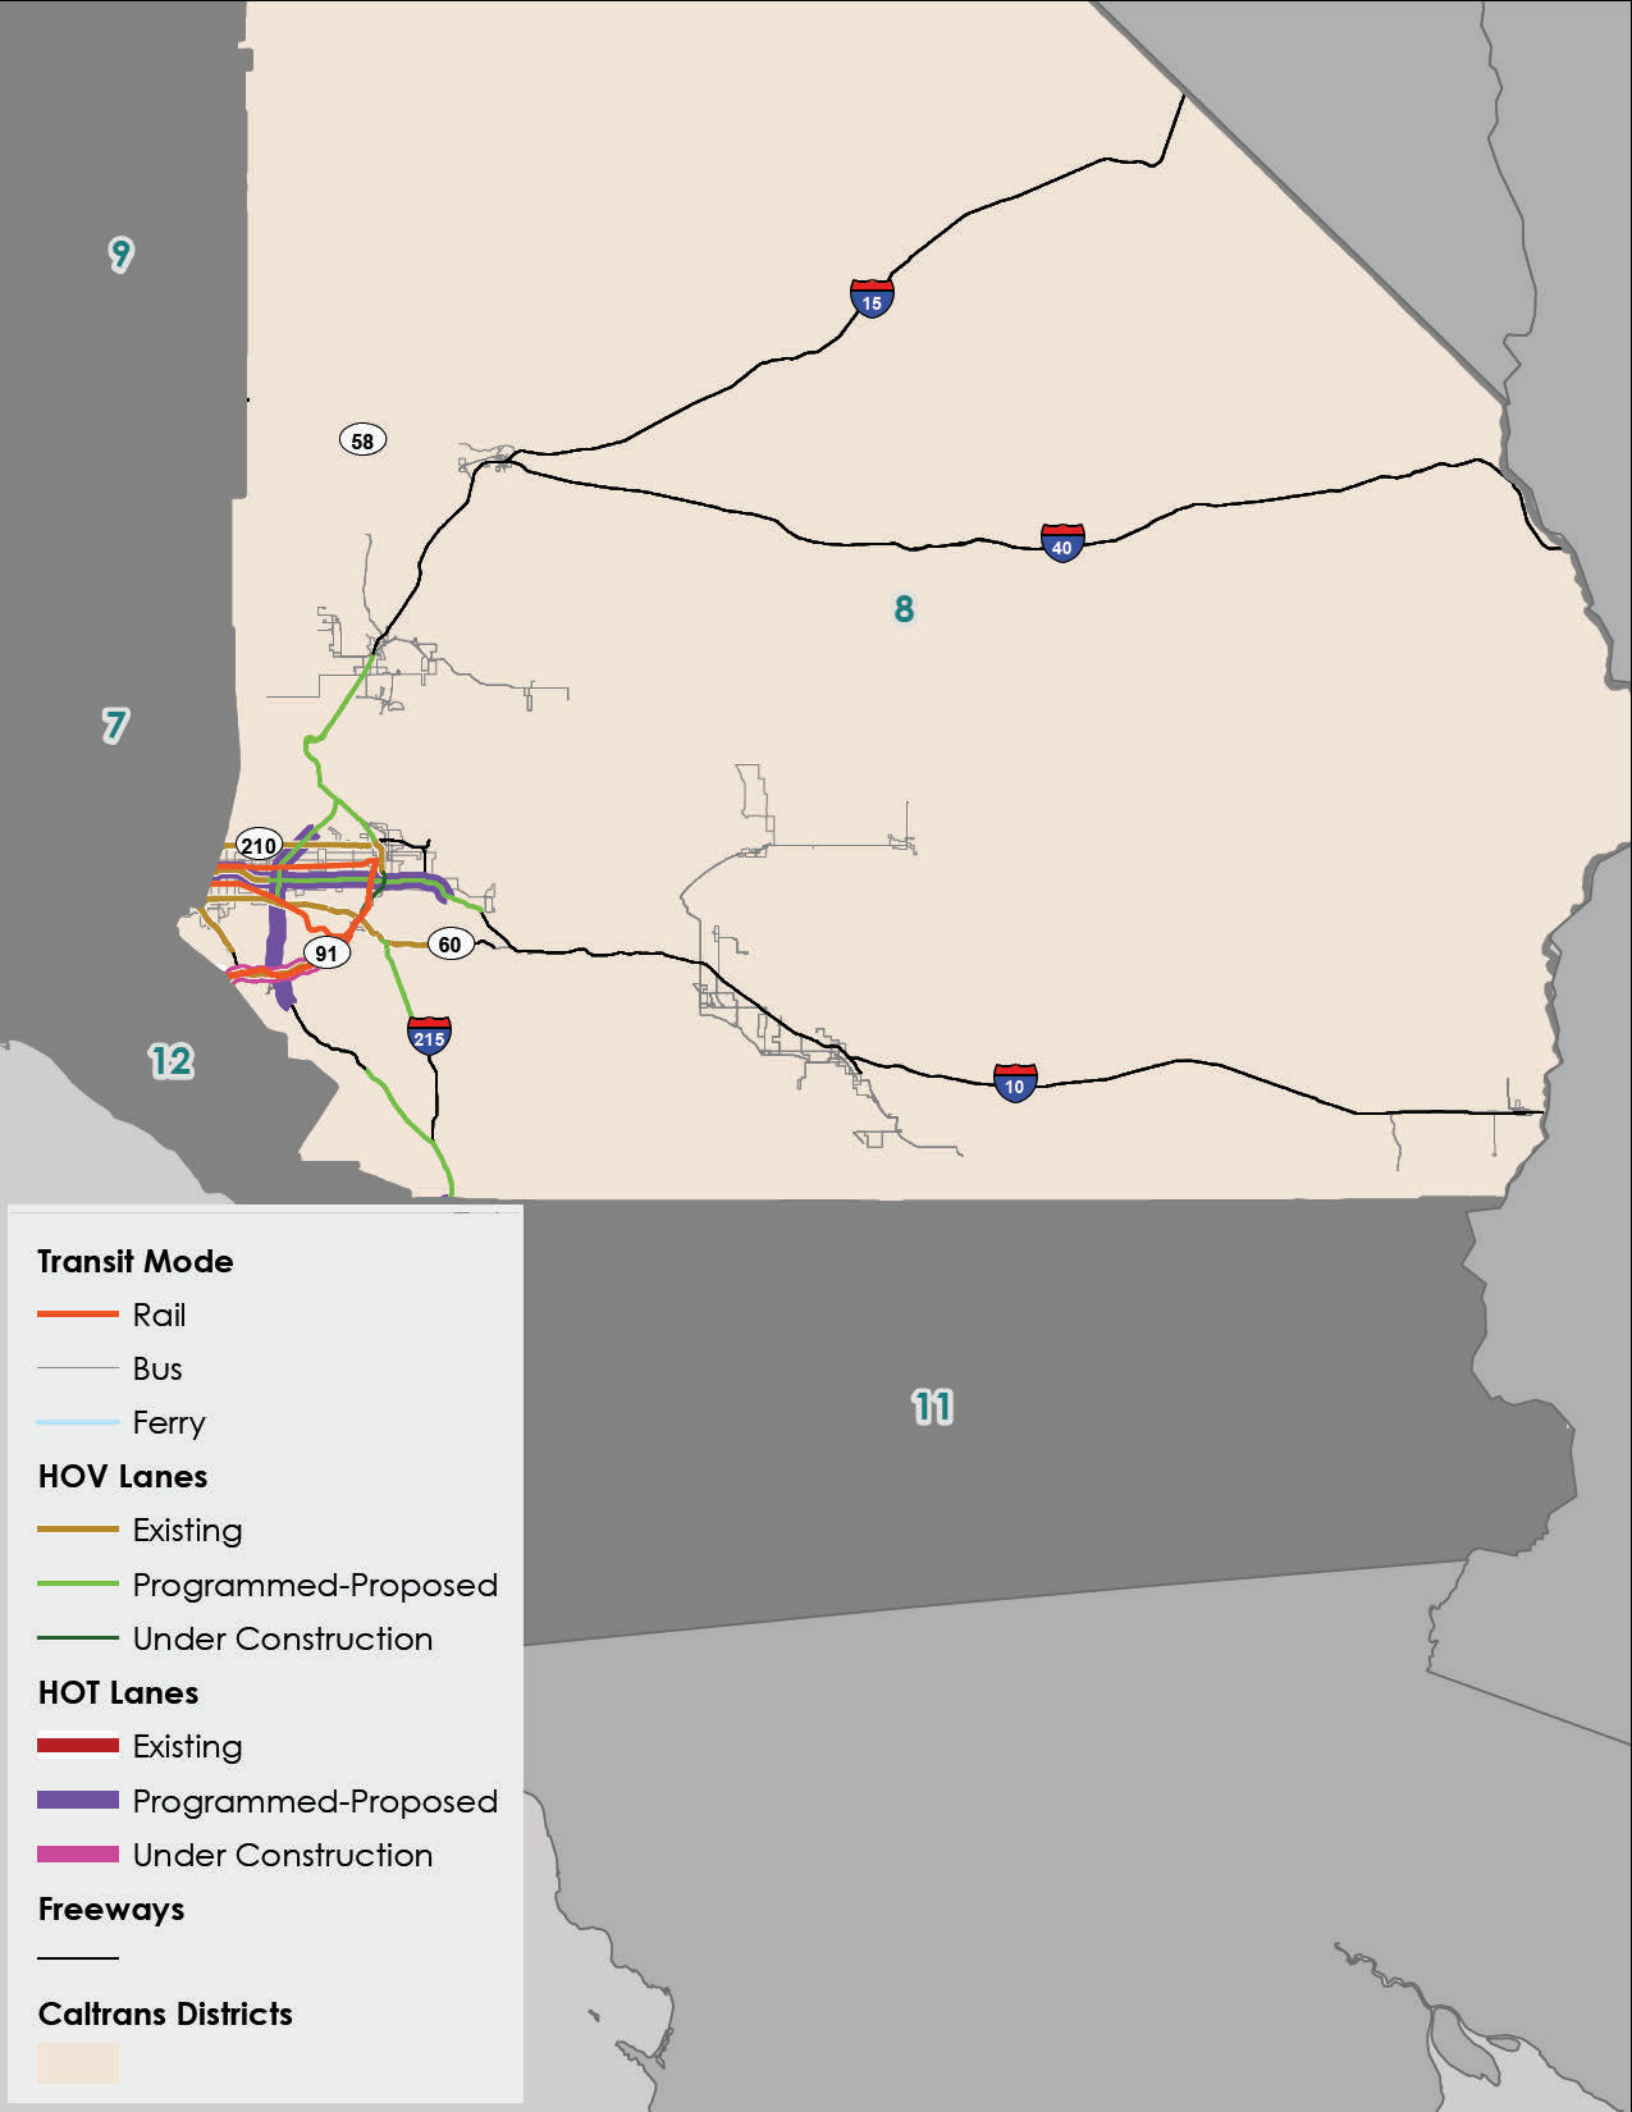 9
15
58
40
8
7
210
91
60
215
12
10
11
Transit Mode
Rail
Bus
Ferry
HOV Lanes
Existing
Programmed-Proposed
Under Construction
HOT Lanes
Existing
Programmed-Proposed
Under Construction
Freeways
Caltrans Districts